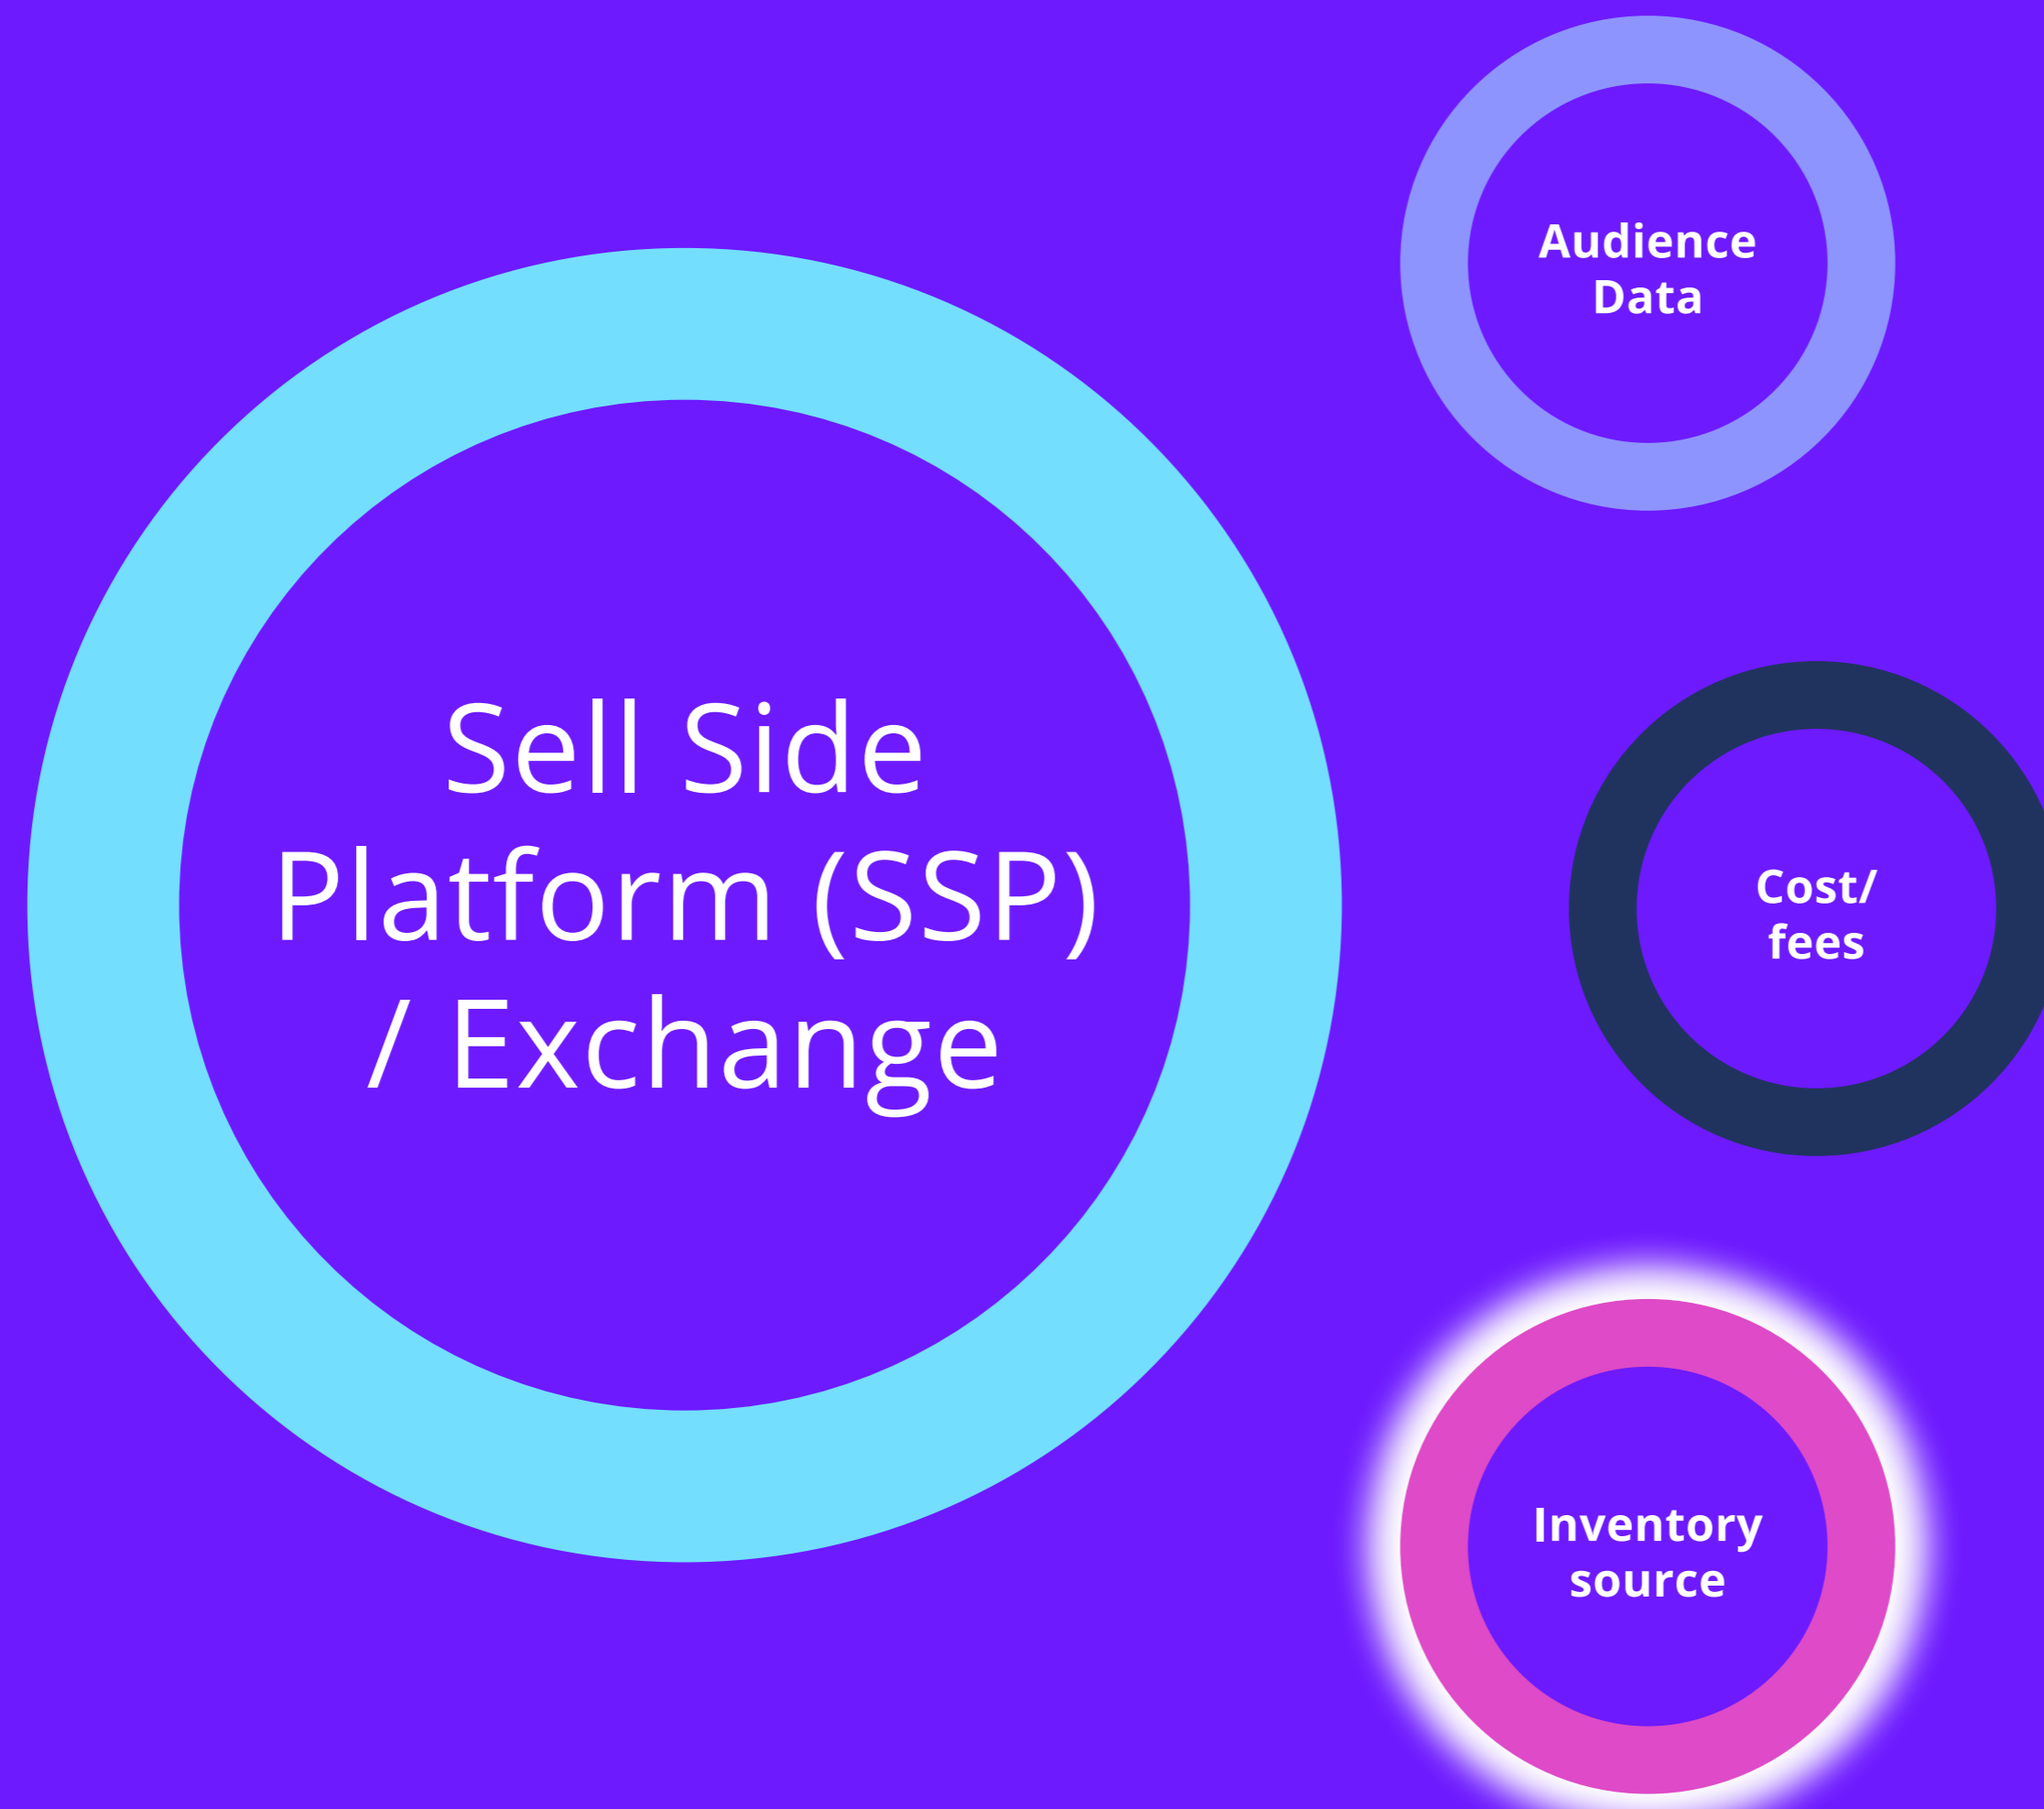 Sell Side
Platform (SSP)
/ Exchange
Audience
Data
Cost/
fees
Inventory
source